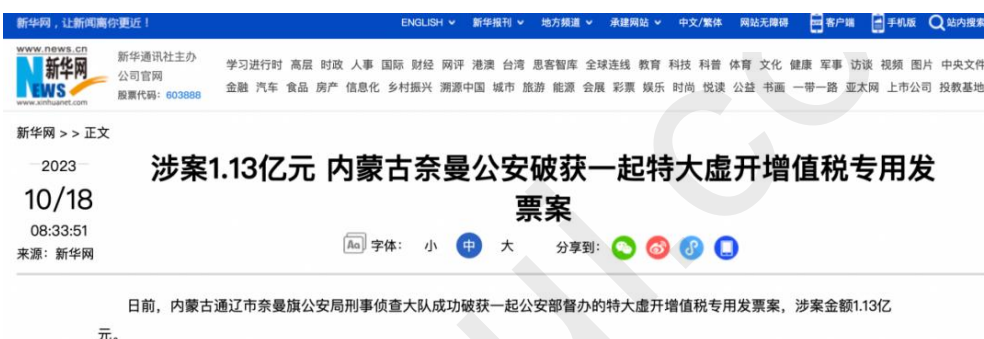 新华网，让新闻离你更近！ ENGLISH 新华报刊 地方频道 承建网站 中文/繁体 网站无障碍 客户端 手机版 站内搜索
www.news.cn
新华网
NEWS
www.xinhuanet.com
新华通讯社主办
公司官网
股票代码：603888
学习进行时 高层 时政 人事 国际 财经 网评 港澳 台湾 思客智库 全球连线 教育 科技 科普 体育 文化 健康 军事 访谈 视频 图片 中央文件
金融 汽车 食品 房产 信息化 乡村振兴 溯源中国 城市 旅游 能源 会展 彩票 娱乐 时尚 悦读 公益 书画 一带一路 亚太网 上市公司 投教基地
新华网 > > 正文
2023
10/18
08:33:51
来源：新华网
涉案1.13亿元 内蒙古奈曼公安破获一起特大虚开增值税专用发
票案
Aa 字体： 小 中 大 分享到：
日前，内蒙古通辽市奈曼旗公安局刑事侦查大队成功破获一起公安部督办的特大虚开增值税专用发票案，涉案金额1.13亿
元。